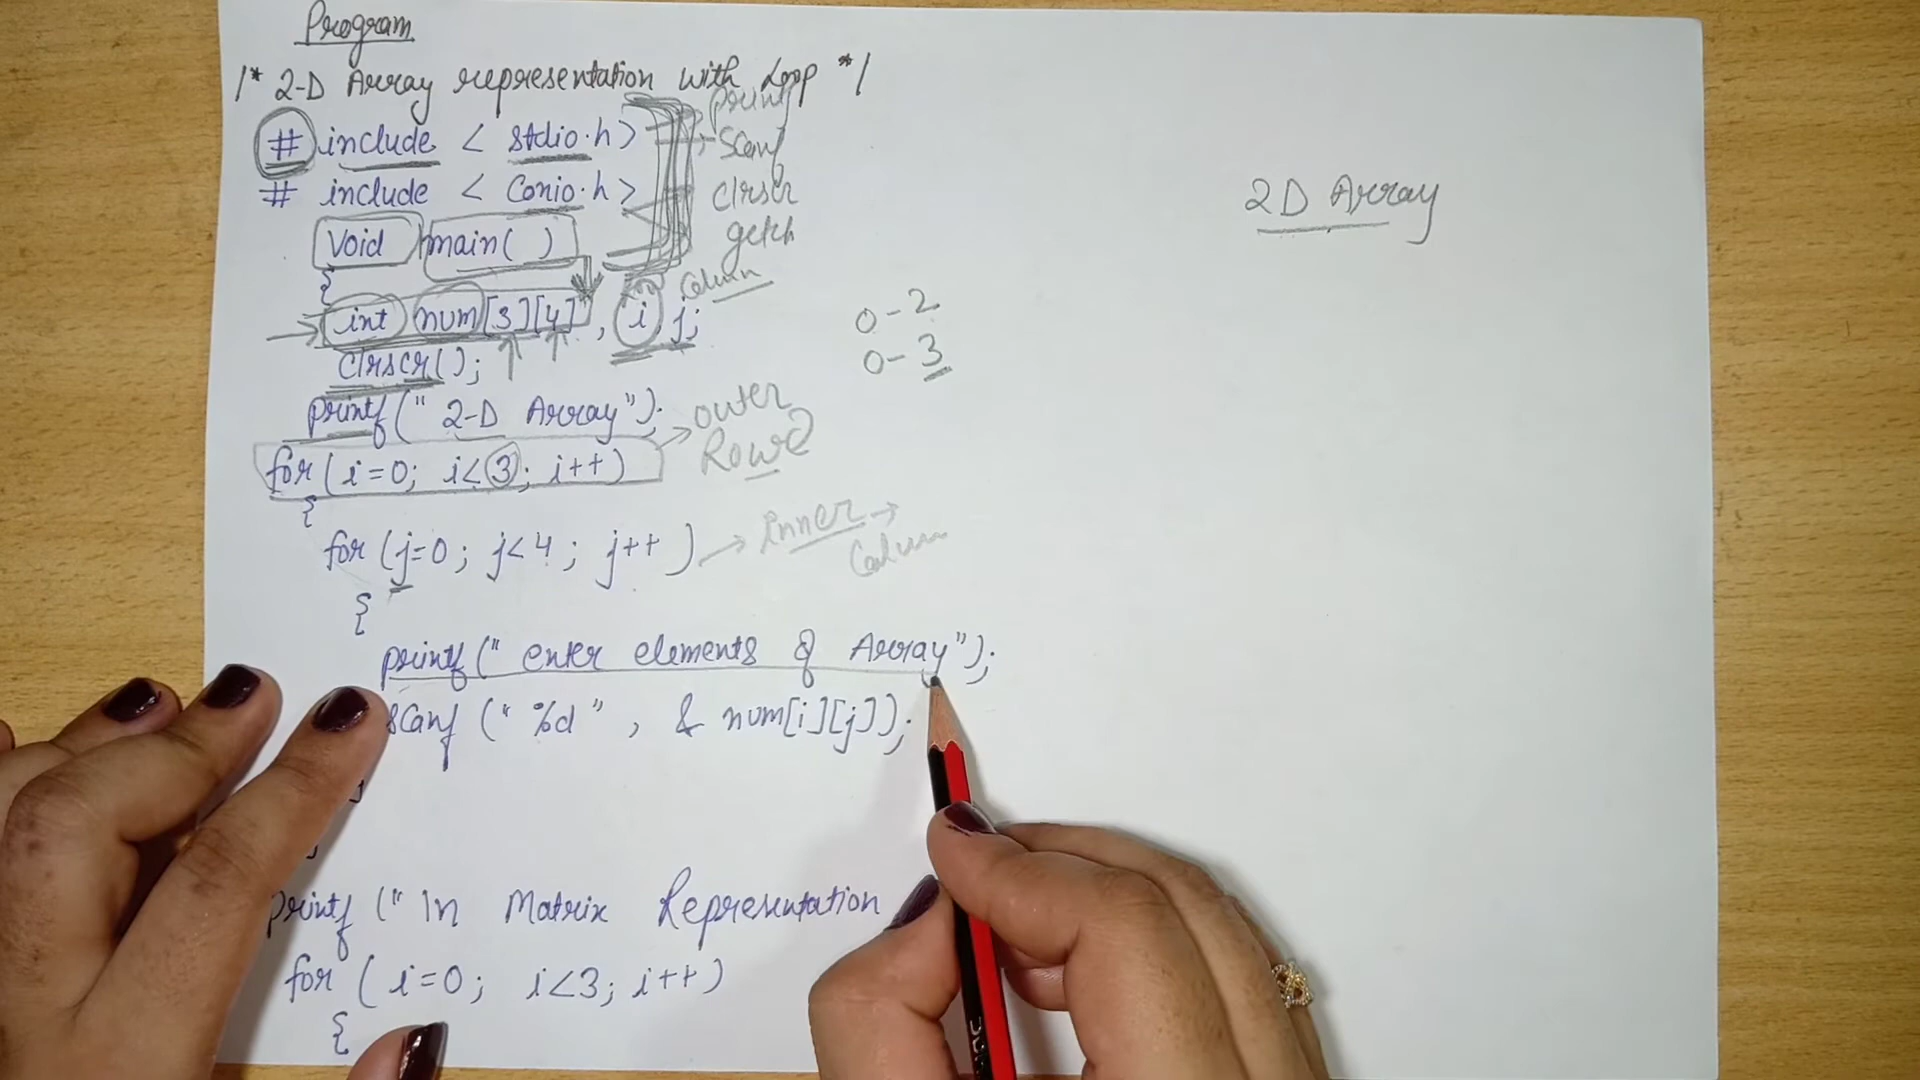 Program
/* 2-D Array representation with Loop */
# include < stdio.h>
printf
scanf
# include < Conio.h>
clrscr
getch
Void main( )
{
Column
int num[3][4], i, j;
0-2
0-3
clrscr();
printf(" 2-D Array");
outer
for( i=0; i<3; i++)
{
for (j=0; j<4; j++)
inner
{
printf(" enter elements of Array");
scanf (" %d " , & num[i][j]);
printf (" In Matrix Representation
for ( i=0; i<3; i++)
{
2D Array